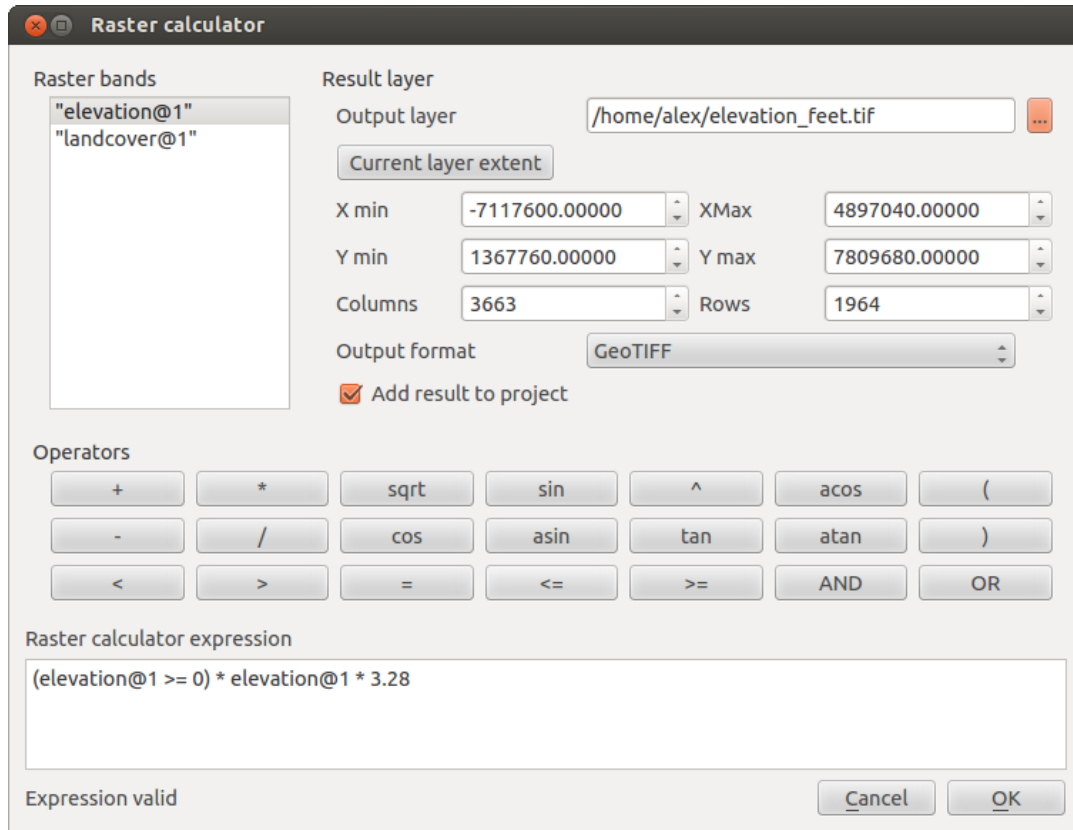 Raster calculator
Raster bands
"elevation@1"
"landcover@1"
Result layer
Output layer /home/alex/elevation_feet.tif ...
Current layer extent
X min -7117600.00000 XMax 4897040.00000
Y min 1367760.00000 Y max 7809680.00000
Columns 3663 Rows 1964
Output format GeoTIFF
Add result to project
Operators
+ * sqrt sin ^ acos (
- / cos asin tan atan )
< > = <= >= AND OR
Raster calculator expression
(elevation@1 >= 0) * elevation@1 * 3.28
Expression valid Cancel OK